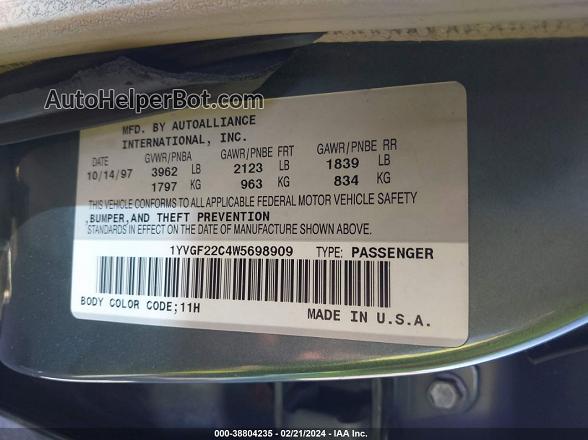 AutoHelperBot.com
MFD. BY AUTOALLIANCE
INTERNATIONAL, INC.
DATE GVWR/PNBA GAWR/PNBE FRT GAWR/PNBE RR
10/14/97 3962 LB 2123 LB 1839 LB
1797 KG 963 KG 834 KG
THIS VEHICLE CONFORMS TO ALL APPLICABLE FEDERAL MOTOR VEHICLE SAFETY
,BUMPER,AND THEFT PREVENTION
STANDARDS IN EFFECT ON THE DATE OF MANUFACTURE SHOWN ABOVE.
1YVGF22C4W5698909 TYPE: PASSENGER
BODY COLOR CODE;11H
MADE IN U.S.A.
000-38804235 - 02/21/2024 - IAA Inc.